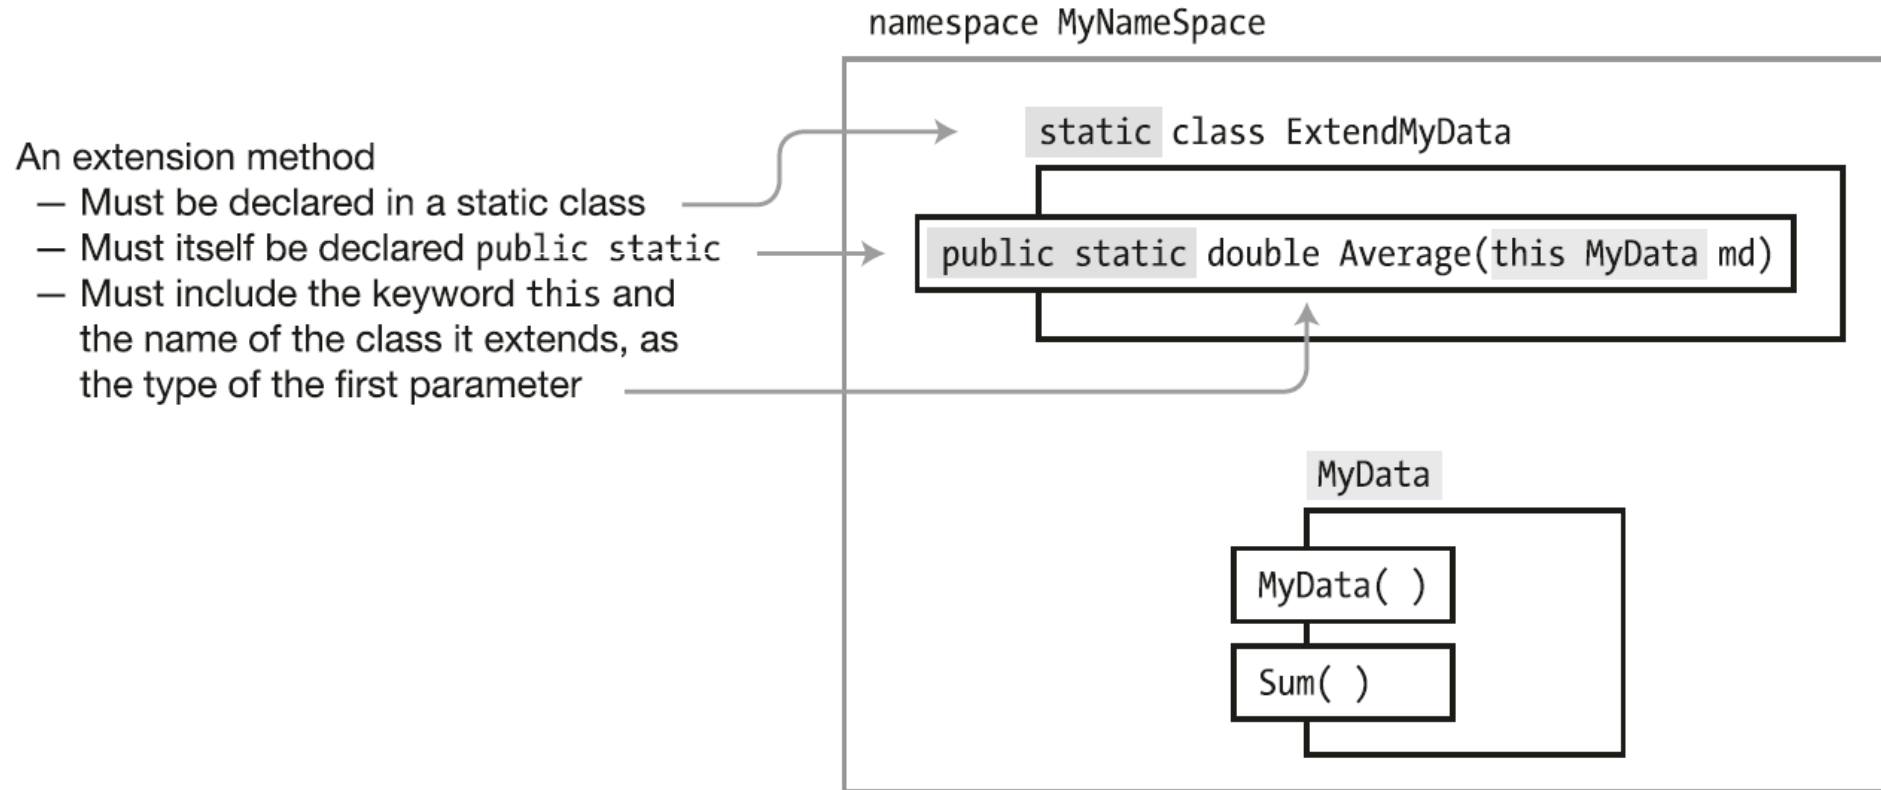 namespace MyNameSpace
An extension method
— Must be declared in a static class
— Must itself be declared public static
— Must include the keyword this and
the name of the class it extends, as
the type of the first parameter
static class ExtendMyData
public static double Average(this MyData md)
MyData
MyData( )
Sum( )